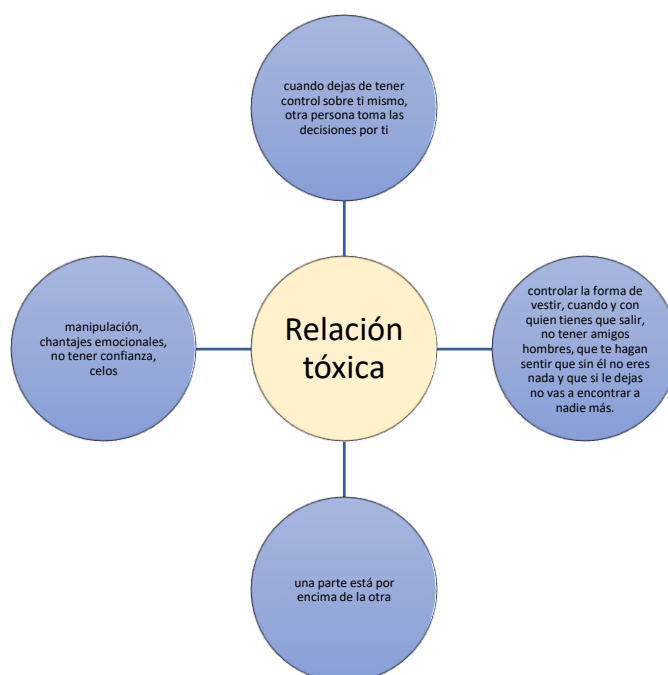 cuando dejas de tener
control sobre ti mismo,
otra persona toma las
decisiones por ti
manipulación,
chantajes emocionales,
no tener confianza,
celos
Relación
tóxica
controlar la forma de
vestir, cuando y con
quien tienes que salir,
no tener amigos
hombres, que te hagan
sentir que sin él no eres
nada y que si le dejas
no vas a encontrar a
nadie más.
una parte está por
encima de la otra